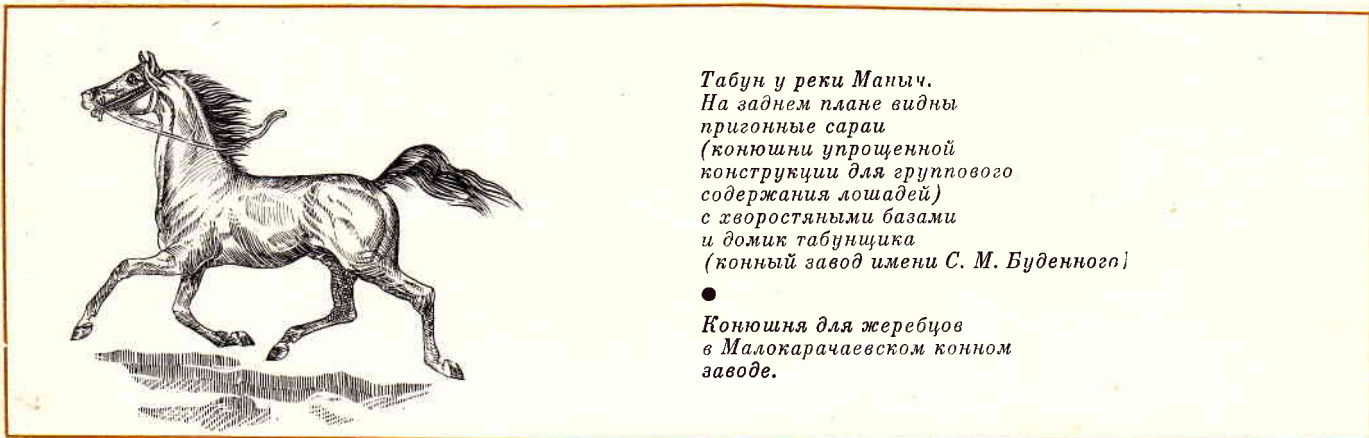 Табун у реки Маныч.
На заднем плане видны
пригонные сараи
(конюшни упрощенной
конструкции для группового
содержания лошадей)
с хворостяными базами
и домик табунщика
(конный завод имени С. М. Буденного)
●
Конюшня для жеребцов
в Малокарачаевском конном
заводе.